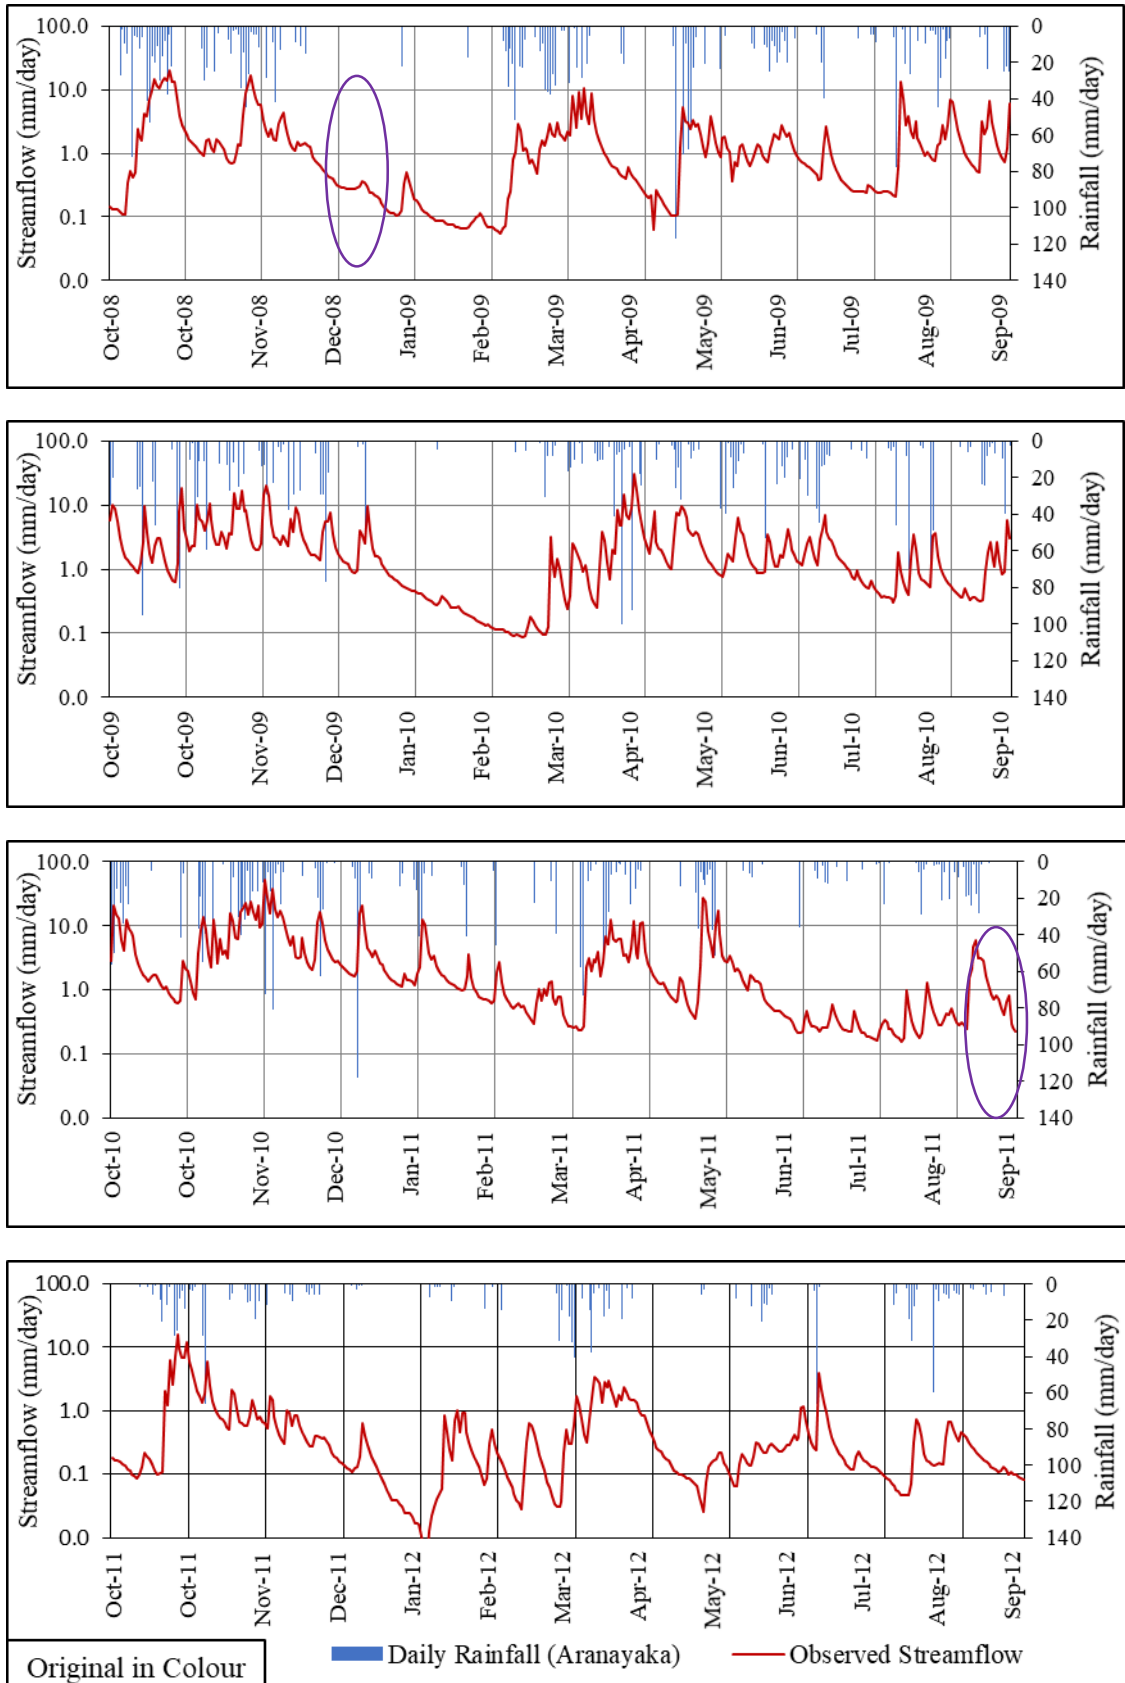 Streamflow (mm/day)
100.0
10.0
1.0
0.1
0.0
0
20
40
60
80
100
120
140
Rainfall (mm/day)
Oct-08
Oct-08
Nov-08
Dec-08
Jan-09
Feb-09
Mar-09
Apr-09
May-09
Jun-09
Jul-09
Aug-09
Sep-09
Streamflow (mm/day)
100.0
10.0
1.0
0.1
0.0
0
20
40
60
80
100
120
140
Rainfall (mm/day)
Oct-09
Oct-09
Nov-09
Dec-09
Jan-10
Feb-10
Mar-10
Apr-10
May-10
Jun-10
Jul-10
Aug-10
Sep-10
Streamflow (mm/day)
100.0
10.0
1.0
0.1
0.0
0
20
40
60
80
100
120
140
Rainfall (mm/day)
Oct-10
Oct-10
Nov-10
Dec-10
Jan-11
Feb-11
Mar-11
Apr-11
May-11
Jun-11
Jul-11
Aug-11
Sep-11
Streamflow (mm/day)
100.0
10.0
1.0
0.1
0.0
0
20
40
60
80
100
120
140
Rainfall (mm/day)
Oct-11
Oct-11
Nov-11
Dec-11
Jan-12
Feb-12
Mar-12
Apr-12
May-12
Jun-12
Jul-12
Aug-12
Sep-12
Daily Rainfall (Aranayaka)
Observed Streamflow
Original in Colour